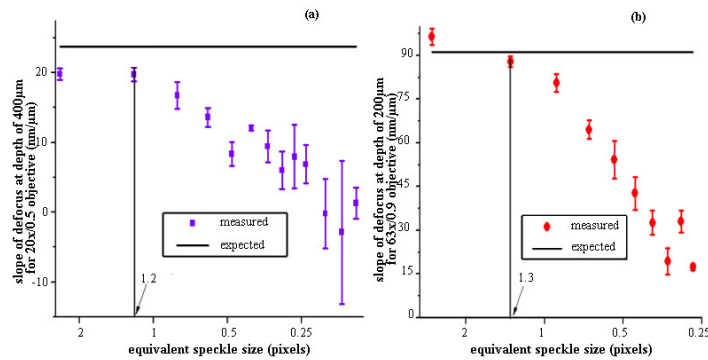 (a)
slope of defocus at depth of 400µm
for 20x/0.5 objective (nm/µm)
20
10
0
-10
measured
expected
1.2
2
1
0.5
0.25
equivalent speckle size (pixels)
(b)
slope of defocus at depth of 200µm
for 63x/0.9 objective (nm/µm)
90
75
60
45
30
15
measured
expected
1.3
2
1
0.5
0.25
equivalent speckle size (pixels)